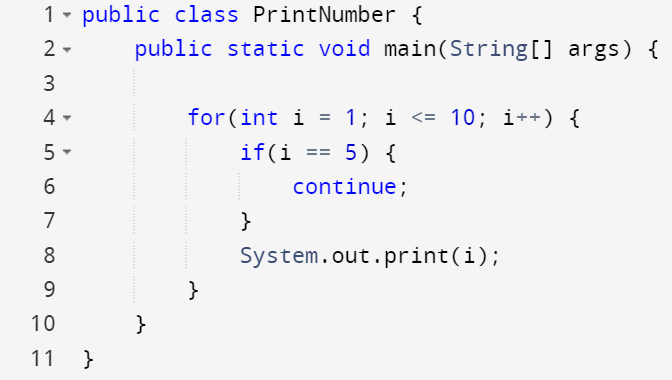 1 public class PrintNumber {
2     public static void main(String[] args) {
3
4         for(int i = 1; i <= 10; i++) {
5             if(i == 5) {
6                 continue;
7             }
8             System.out.print(i);
9         }
10     }
11 }